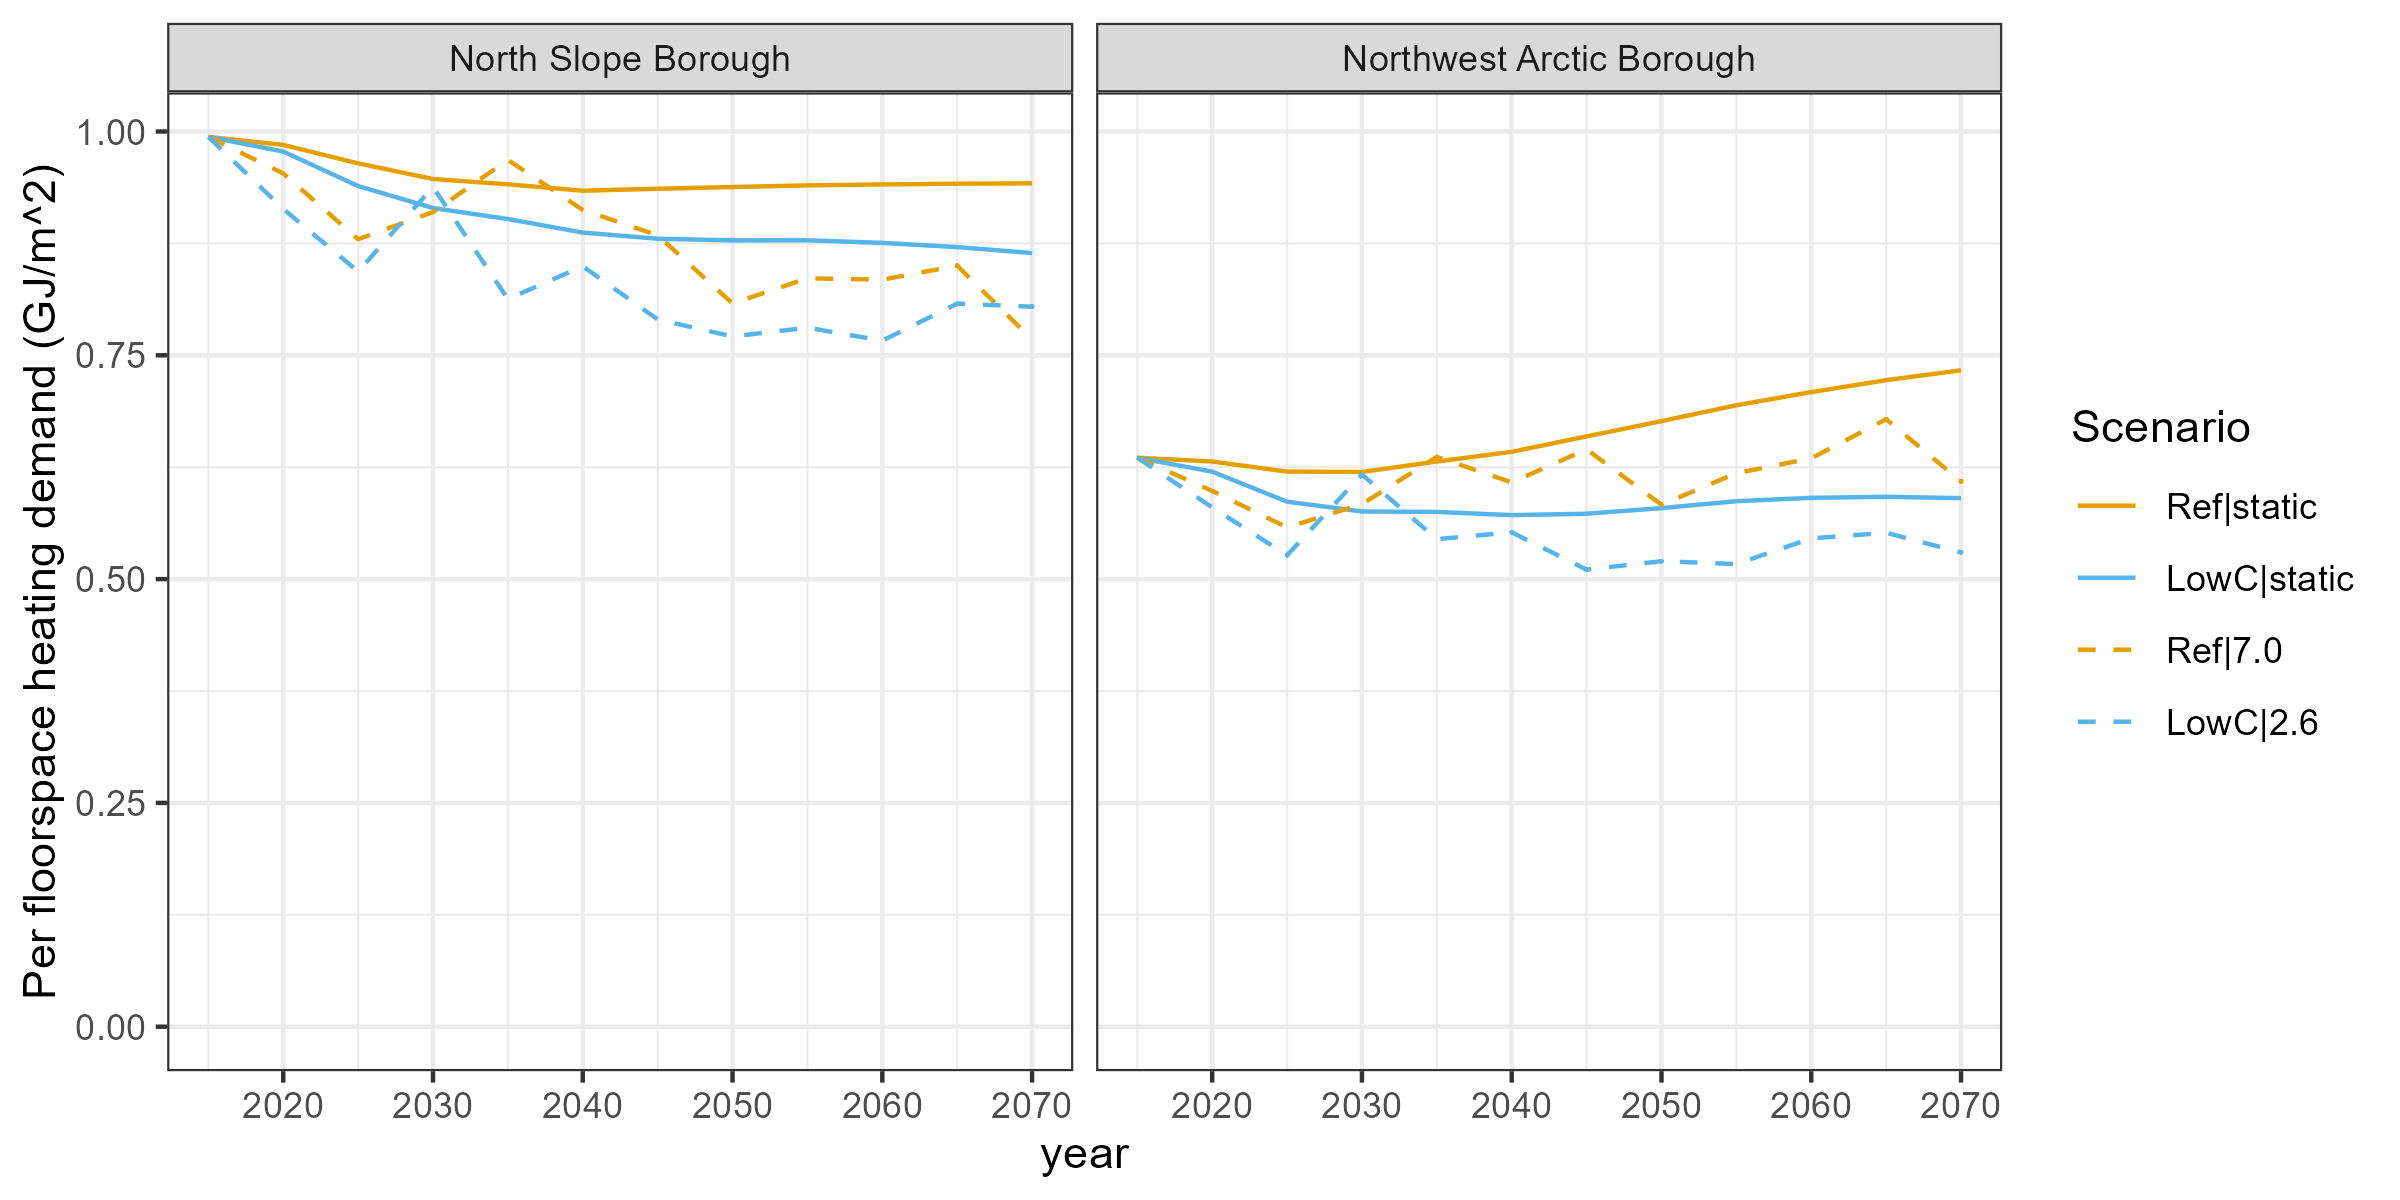 North Slope Borough
Northwest Arctic Borough
Per floorspace heating demand (GJ/m^2)
1.00
0.75
0.50
0.25
0.00
2020 2030 2040 2050 2060 2070
2020 2030 2040 2050 2060 2070
year
Scenario
Ref|static
LowC|static
Ref|7.0
LowC|2.6